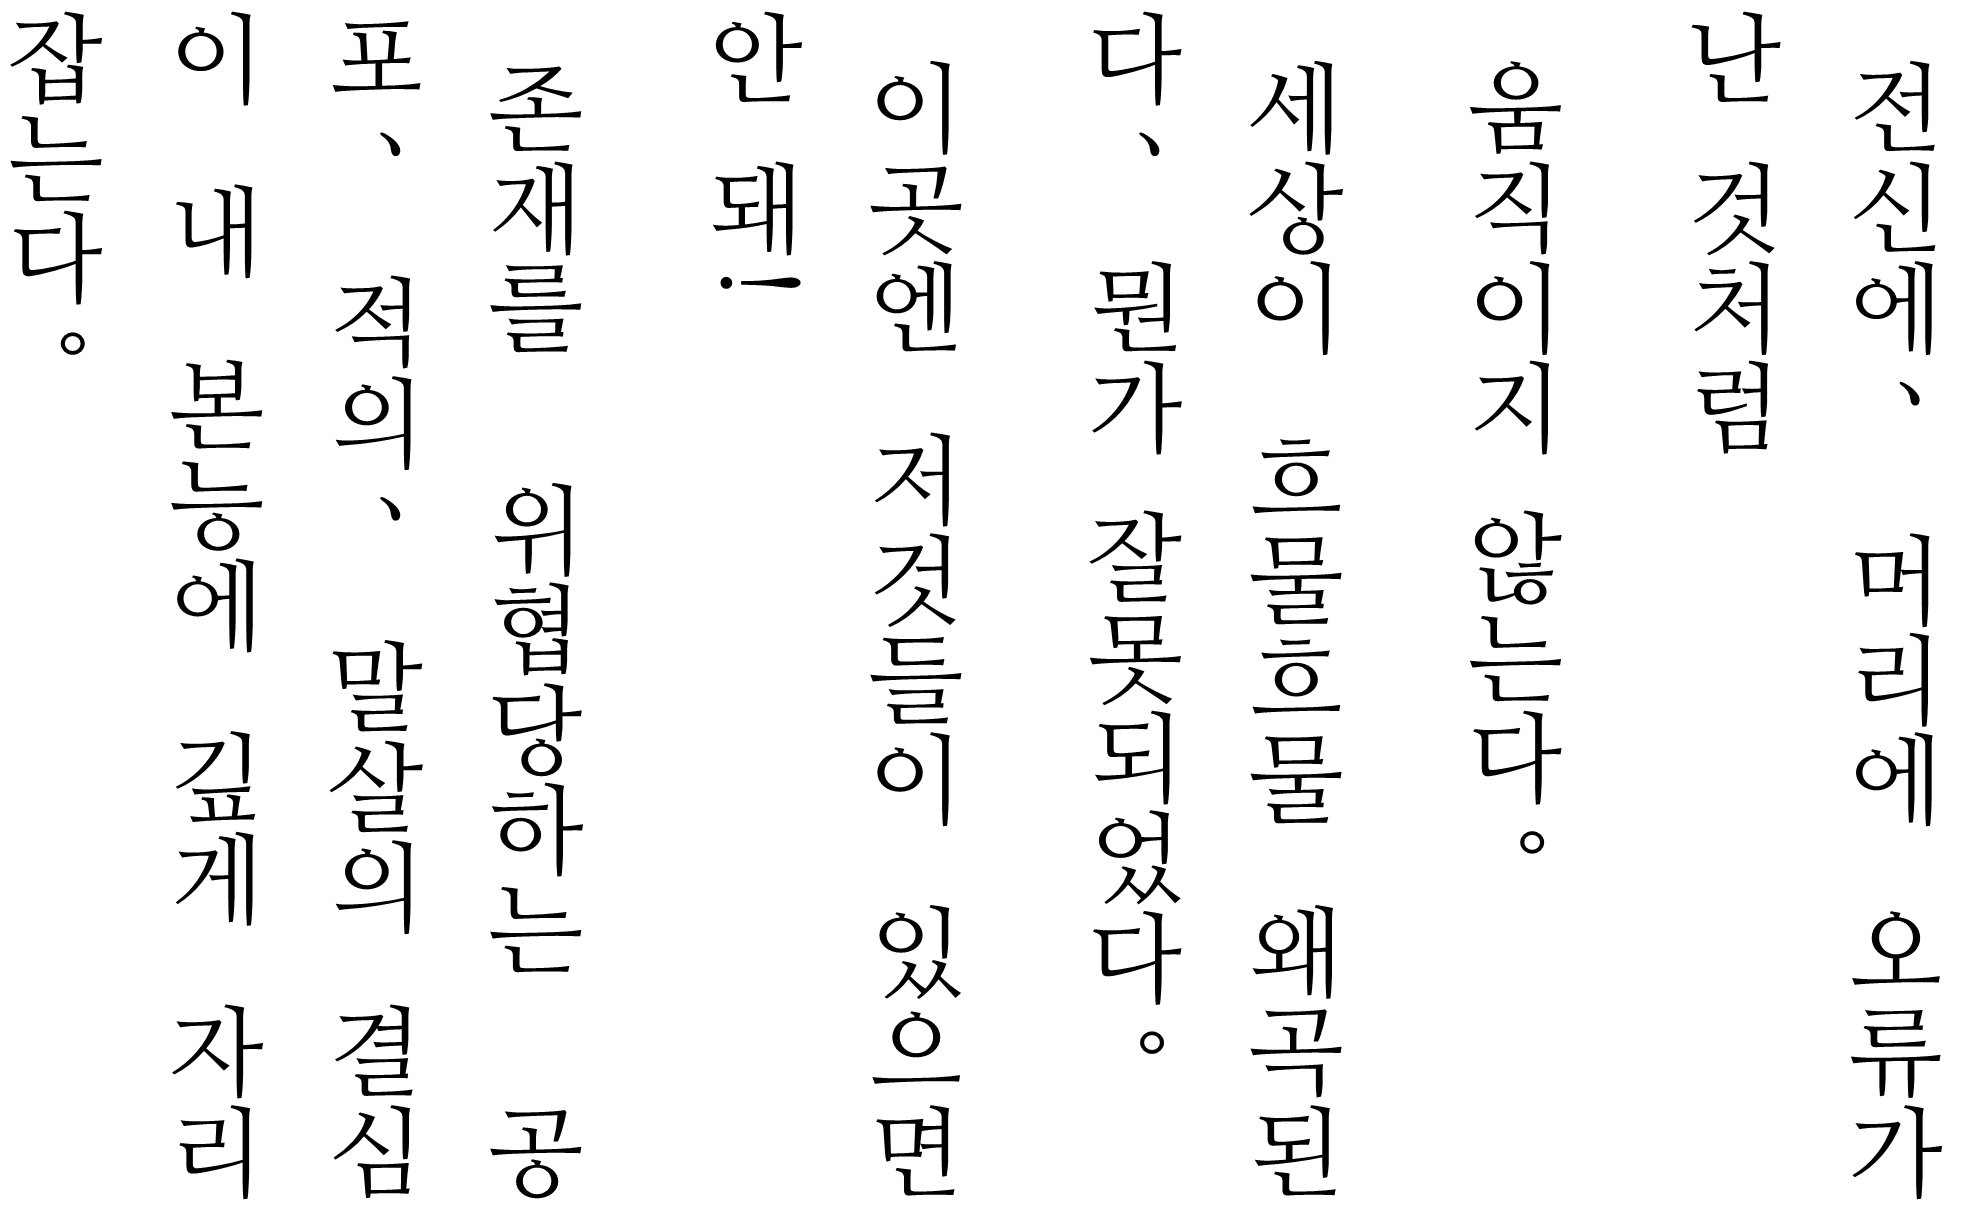 전신에、 머리에 오류가
난 것처럼
움직이지 않는다。
세상이 흐물흐물 왜곡된
다、 뭔가 잘못되었다。
이곳엔 저것들이 있으면
안 돼!
존재를 위협당하는 공
포、 적의、 말살의 결심
이 내 본능에 깊게 자리
잡는다。